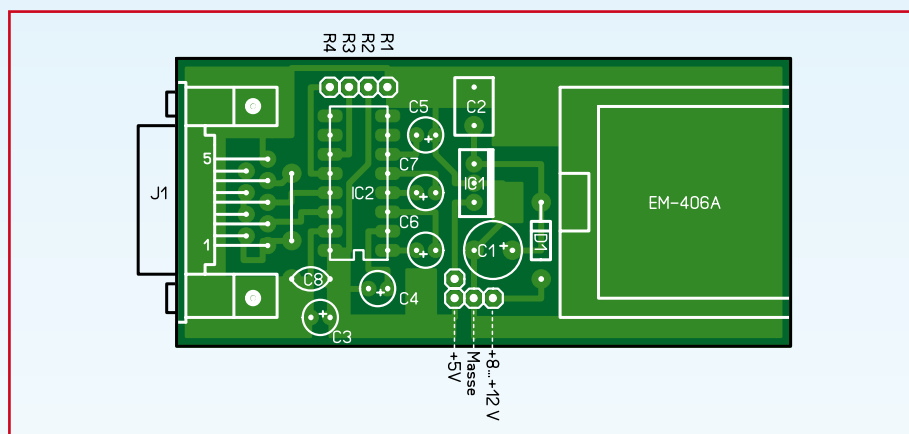 R4
R3
R2
R1
C5
C2
5
C7
J1
IC2
IC1
EM-406A
C6
1
C1
D1
C8
C4
C3
+5V
Masse
+8...+12 V